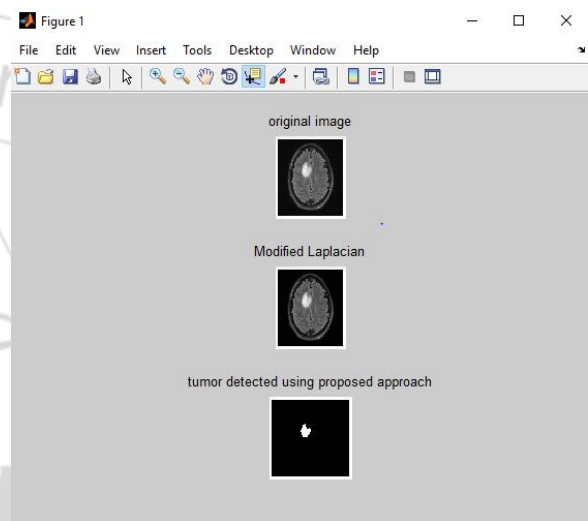 Figure 1
File Edit View Insert Tools Desktop Window Help
original image
Modified Laplacian
tumor detected using proposed approach